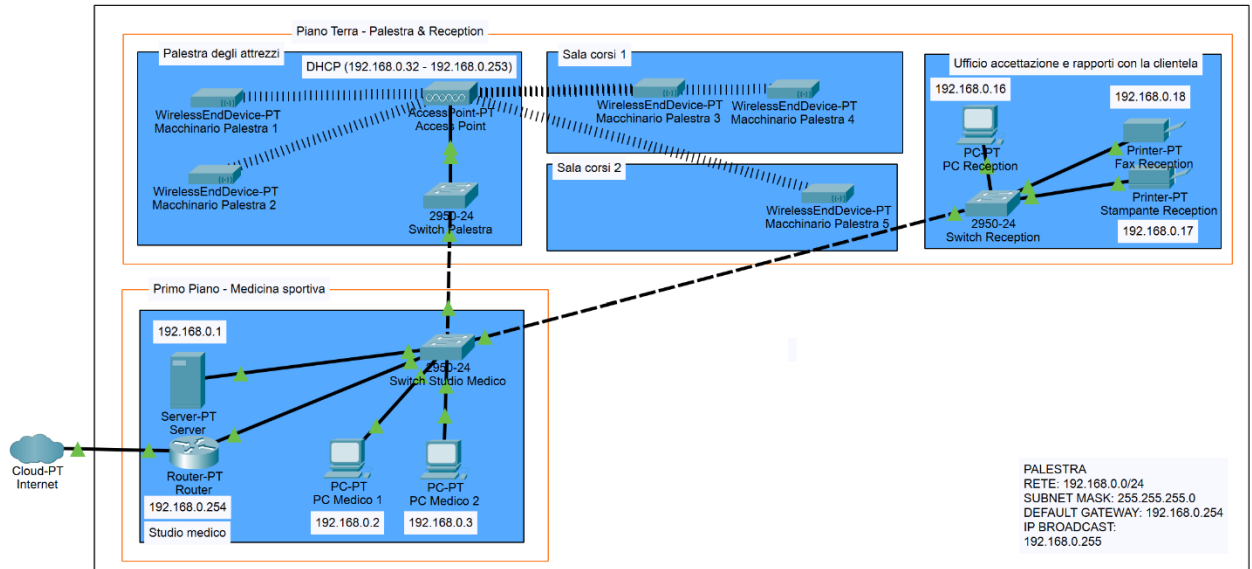 Piano Terra - Palestra & Reception
Palestra degli attrezzi
DHCP (192.168.0.32 - 192.168.0.253)
WirelessEndDevice-PT
Macchinario Palestra 1
AccessPoint-PT
Access Point
WirelessEndDevice-PT
Macchinario Palestra 2
2950-24
Switch Palestra
Sala corsi 1
WirelessEndDevice-PT
Macchinario Palestra 3
WirelessEndDevice-PT
Macchinario Palestra 4
Sala corsi 2
WirelessEndDevice-PT
Macchinario Palestra 5
Ufficio accettazione e rapporti con la clientela
192.168.0.16
192.168.0.18
PC-PT
PC Reception
Printer-PT
Fax Reception
Printer-PT
Stampante Reception
2950-24
Switch Reception
192.168.0.17
Primo Piano - Medicina sportiva
192.168.0.1
2950-24
Switch Studio Medico
Server-PT
Server
Cloud-PT
Internet
Router-PT
Router
PC-PT
PC Medico 1
PC-PT
PC Medico 2
192.168.0.254
192.168.0.2
192.168.0.3
Studio medico
PALESTRA
RETE: 192.168.0.0/24
SUBNET MASK: 255.255.255.0
DEFAULT GATEWAY: 192.168.0.254
IP BROADCAST:
192.168.0.255